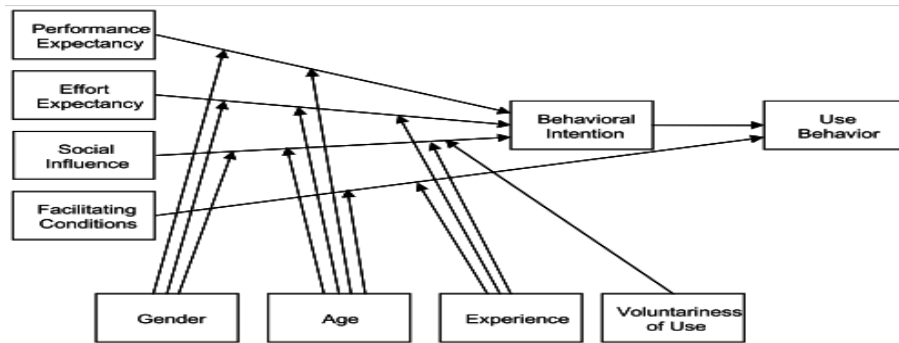 Performance
Expectancy
Effort
Expectancy
Social
Influence
Facilitating
Conditions
Behavioral
Intention
Use
Behavior
Gender
Age
Experience
Voluntariness
of Use